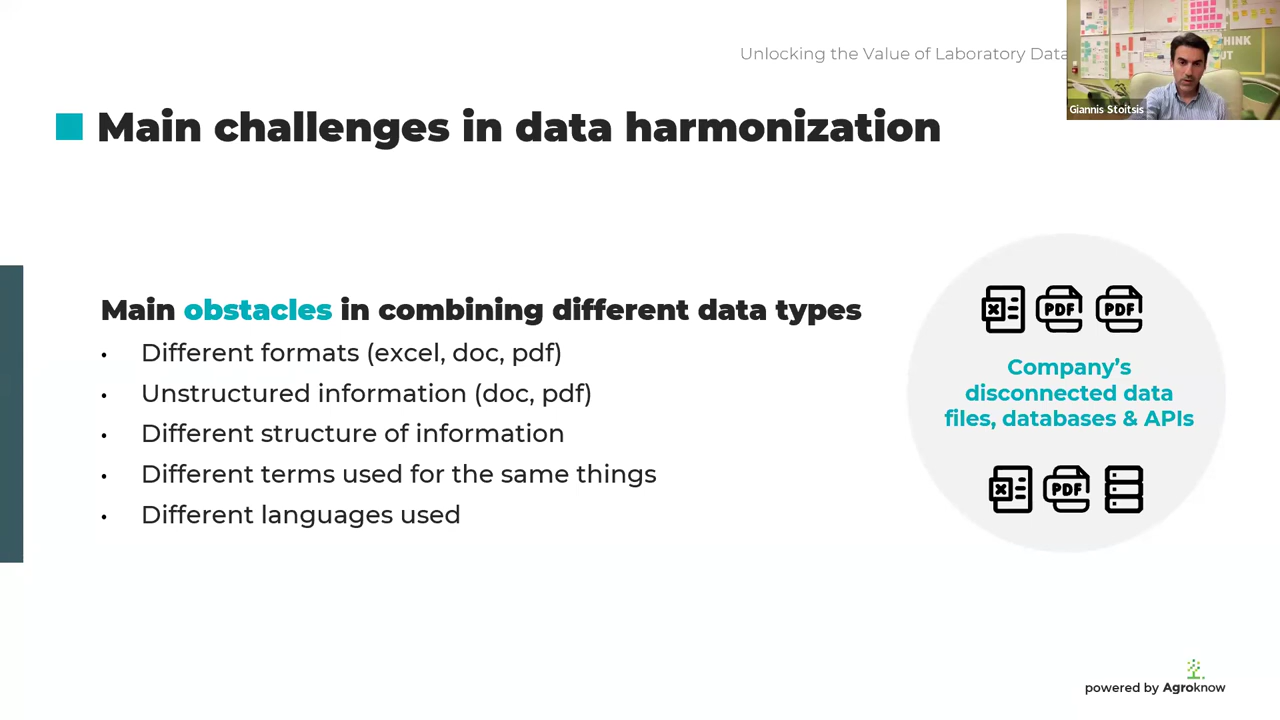 Unlocking the Value of Laboratory Data
THINK
OUT
Giannis Stoitsis
Main challenges in data harmonization
Main obstacles in combining different data types
• Different formats (excel, doc, pdf)
• Unstructured information (doc, pdf)
• Different structure of information
• Different terms used for the same things
• Different languages used
X PDF PDF
Company's
disconnected data
files, databases & APIs
X PDF
powered by Agroknow